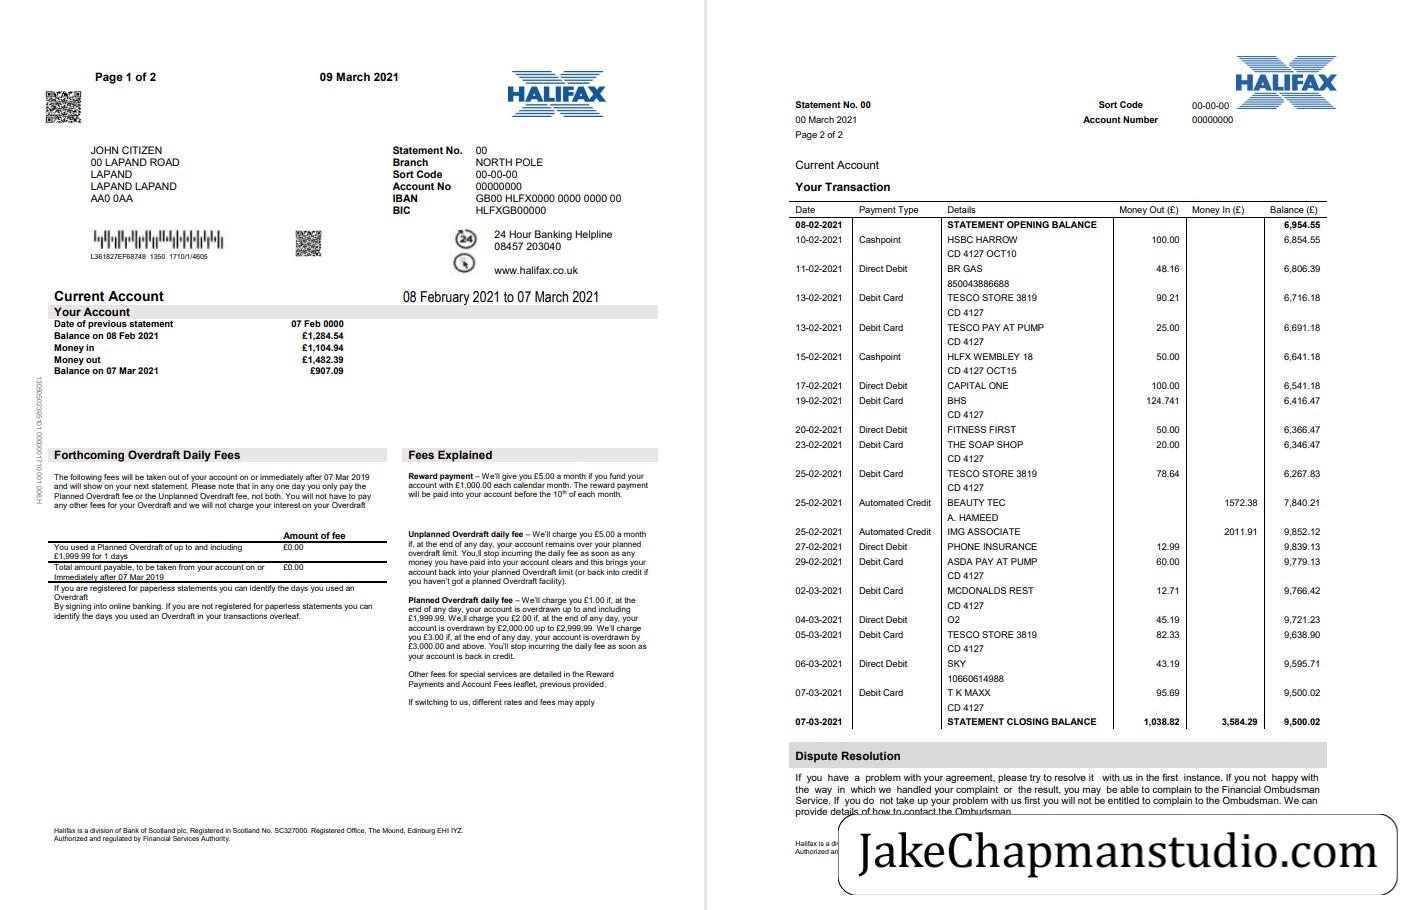 Page 1 of 2
09 March 2021
HALIFAX
JOHN CITIZEN
00 LAPAND ROAD
LAPAND
LAPAND LAPAND
AA0 0AA
Statement No. 00
Branch NORTH POLE
Sort Code 00-00-00
Account No 00000000
IBAN GB00 HLFX0000 0000 0000 00
BIC HLFXGB00000
L361827EF68748 1350 1710/1/4605
24
24 Hour Banking Helpline
08457 203040
www.halifax.co.uk
Current Account
08 February 2021 to 07 March 2021
Your Account
Date of previous statement 07 Feb 0000
Balance on 08 Feb 2021 £1,284.54
Money in £1,104.94
Money out £1,482.39
Balance on 07 Mar 2021 £907.09
Forthcoming Overdraft Daily Fees
The following fees will be taken out of your account on or immediately after 07 Mar 2019
and will show on your next statement. Please note that in any one day you only pay the
Planned Overdraft fee or the Unplanned Overdraft fee, not both. You will not have to pay
any other fees for your Overdraft and we will not charge your interest on your Overdraft
Amount of fee
You used a Planned Overdraft of up to and including £0.00
£1,999.99 for 1 days
Total amount payable, to be taken from your account on or £0.00
Immediately after 07 Mar 2019
If you are registered for paperless statements you can identify the days you used an
Overdraft
By signing into online banking. If you are not registered for paperless statements you can
identify the days you used an Overdraft in your transactions overleaf.
Fees Explained
Reward payment – We'll give you £5.00 a month if you fund your
account with £1,000.00 each calendar month. The reward payment
will be paid into your account before the 10th of each month.
Unplanned Overdraft daily fee – We'll charge you £5.00 a month
if, at the end of any day, your account remains over your planned
overdraft limit. You,ll stop incurring the daily fee as soon as any
money you have paid into your account clears and this brings your
account back into your planned Overdraft limit (or back into credit if
you haven't got a planned Overdraft facility).
Planned Overdraft daily fee – We'll charge you £1.00 if, at the
end of any day, your account is overdrawn up to and including
£1,999.99. We,ll charge you £2.00 if, at the end of any day, your
account is overdrawn by £2,000.00 up to £2,999.99. We'll charge
you £3.00 if, at the end of any day, your account is overdrawn by
£3,000.00 and above. You'll stop incurring the daily fee as soon as
your account is back in credit.
Other fees for special services are detailed in the Reward
Payments and Account Fees leaflet, previous provided.
If switching to us, different rates and fees may apply
Halifax is a division of Bank of Scotland plc, Registered in Scotland No. SC327000. Registered Office, The Mound, Edinburg EHI IYZ.
Authorized and regulated by Financial Services Authority.
HALIFAX
Statement No. 00
00 March 2021
Page 2 of 2
Sort Code 00-00-00
Account Number 00000000
Current Account
Your Transaction
Date Payment Type Details Money Out (£) Money In (£) Balance (£)
08-02-2021 STATEMENT OPENING BALANCE 6,954.55
10-02-2021 Cashpoint HSBC HARROW 100.00 6,854.55
CD 4127 OCT10
11-02-2021 Direct Debit BR GAS 48.16 6,806.39
850043886688
13-02-2021 Debit Card TESCO STORE 3819 90.21 6,716.18
CD 4127
13-02-2021 Debit Card TESCO PAY AT PUMP 25.00 6,691.18
CD 4127
15-02-2021 Cashpoint HLFX WEMBLEY 18 50.00 6,641.18
CD 4127 OCT15
17-02-2021 Direct Debit CAPITAL ONE 100.00 6,541.18
19-02-2021 Debit Card BHS 124.741 6,416.47
CD 4127
20-02-2021 Direct Debit FITNESS FIRST 50.00 6,366.47
23-02-2021 Debit Card THE SOAP SHOP 20.00 6,346.47
CD 4127
25-02-2021 Debit Card TESCO STORE 3819 78.64 6,267.83
CD 4127
25-02-2021 Automated Credit BEAUTY TEC 1572.38 7,840.21
A. HAMEED
25-02-2021 Automated Credit IMG ASSOCIATE 2011.91 9,852.12
27-02-2021 Direct Debit PHONE INSURANCE 12.99 9,839.13
29-02-2021 Debit Card ASDA PAY AT PUMP 60.00 9,779.13
CD 4127
02-03-2021 Debit Card MCDONALDS REST 12.71 9,766.42
CD 4127
04-03-2021 Direct Debit O2 45.19 9,721.23
05-03-2021 Debit Card TESCO STORE 3819 82.33 9,638.90
CD 4127
06-03-2021 Direct Debit SKY 43.19 9,595.71
10660614988
07-03-2021 Debit Card T K MAXX 95.69 9,500.02
CD 4127
07-03-2021 STATEMENT CLOSING BALANCE 1,038.82 3,584.29 9,500.02
Dispute Resolution
If you have a problem with your agreement, please try to resolve it with us in the first instance. If you not happy with
the way in which we handled your complaint or the result, you may be able to complain to the Financial Ombudsman
Service. If you do not take up your problem with us first you will not be entitled to complain to the Ombudsman. We can
provide details of how to contact the Ombudsman.
Halifax is a
JakeChapmanstudio.com